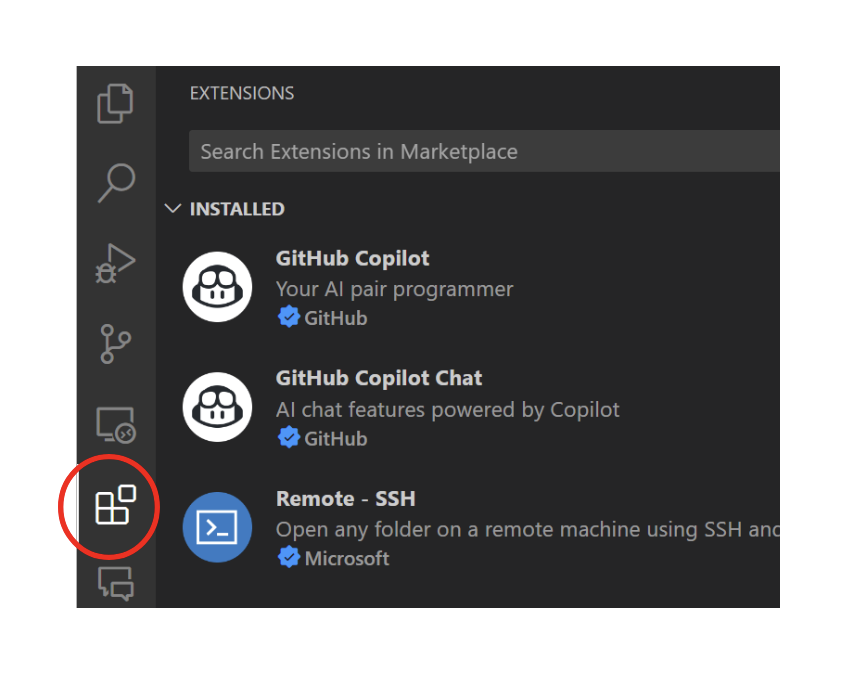 EXTENSIONS
Search Extensions in Marketplace
INSTALLED
GitHub Copilot
Your AI pair programmer
GitHub
GitHub Copilot Chat
AI chat features powered by Copilot
GitHub
Remote - SSH
Open any folder on a remote machine using SSH and
Microsoft